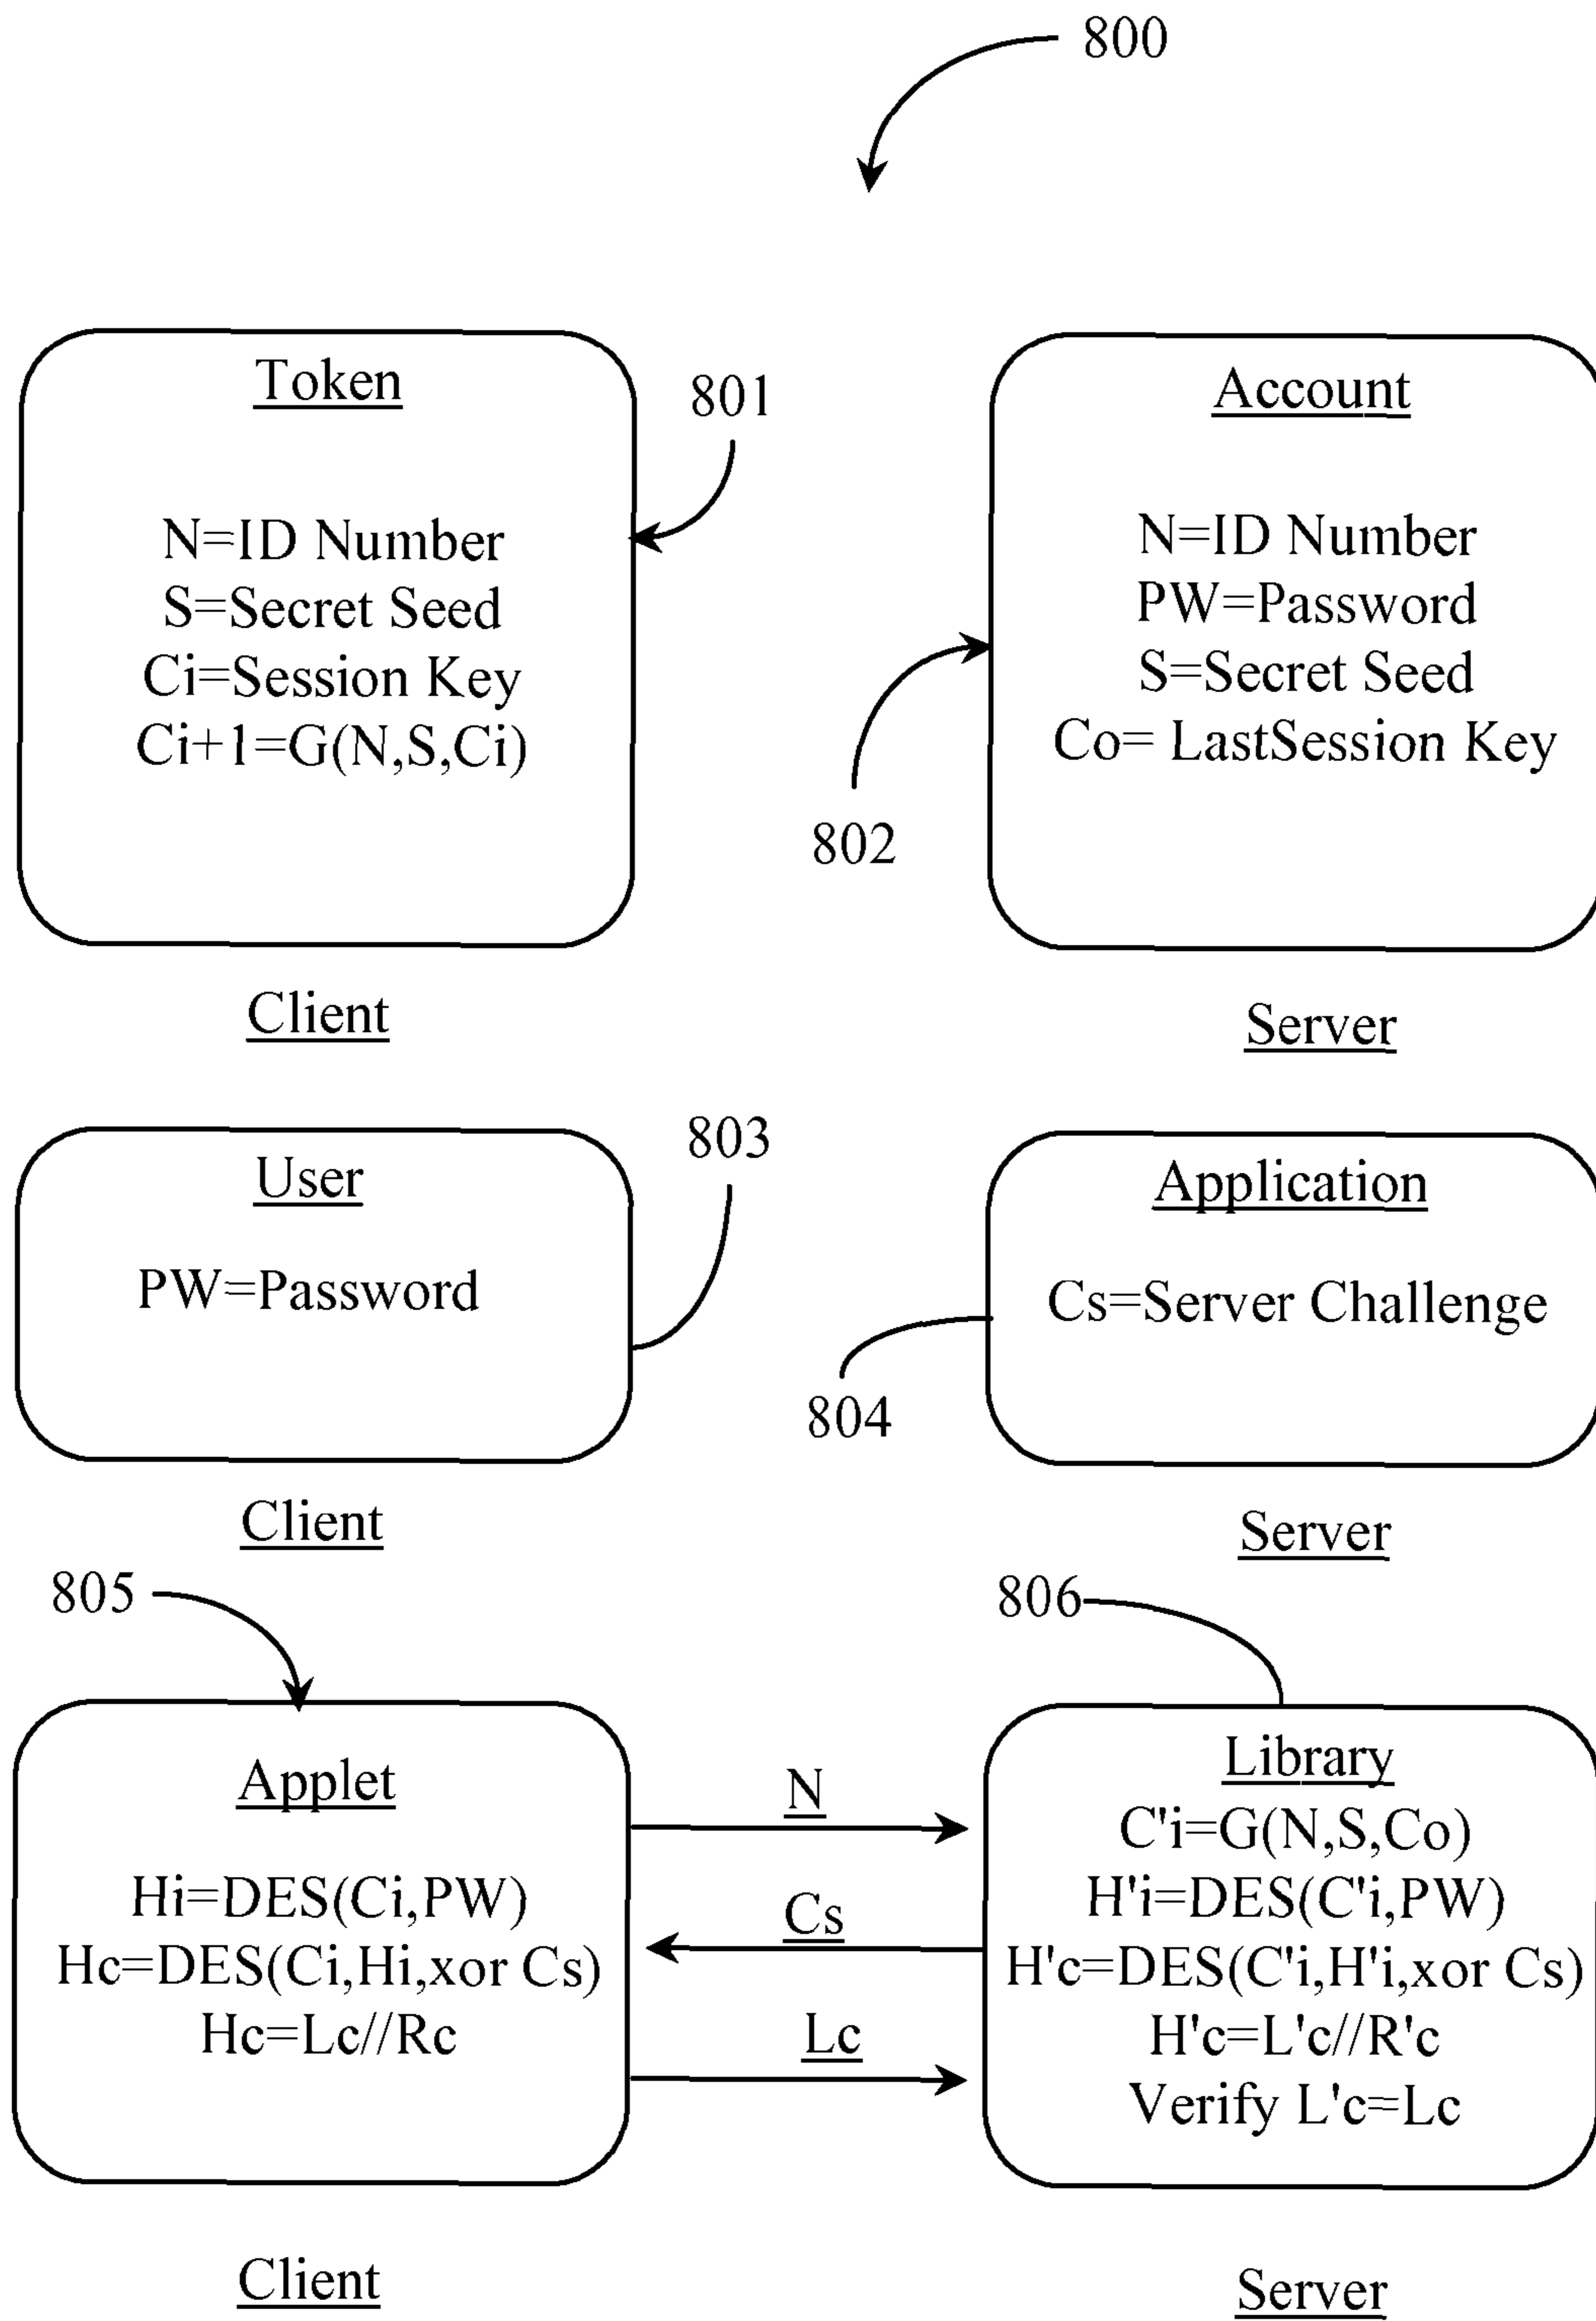 800
Token
N=ID Number
S=Secret Seed
Ci=Session Key
Ci+1=G(N,S,Ci)
801
Account
N=ID Number
PW=Password
S=Secret Seed
Co= LastSession Key
802
Client
Server
User
PW=Password
803
Application
Cs=Server Challenge
804
Client
Server
805
806
Applet
Hi=DES(Ci,PW)
Hc=DES(Ci,Hi,xor Cs)
Hc=Lc//Rc
N
Cs
Lc
Library
C'i=G(N,S,Co)
H'i=DES(C'i,PW)
H'c=DES(C'i,H'i,xor Cs)
H'c=L'c//R'c
Verify L'c=Lc
Client
Server